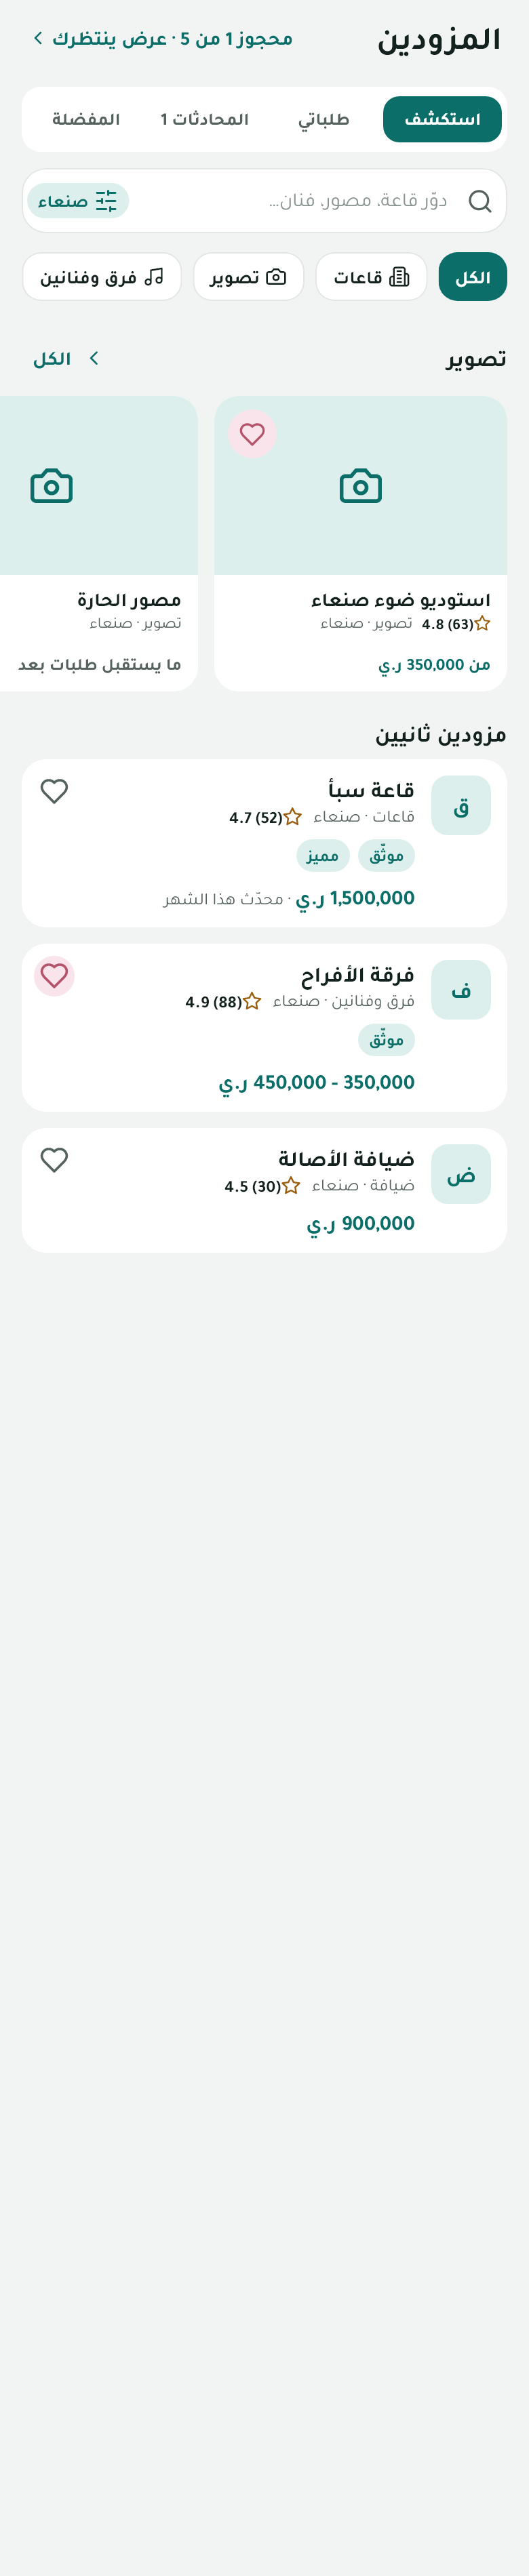 المزودين
محجوز 1 من 5 · عرض ينتظرك
استكشف
طلباتي
المحادثات 1
المفضلة
دوّر قاعة، مصور، فنان...
صنعاء
الكل
قاعات
تصوير
فرق وفنانين
تصوير
الكل
استوديو ضوء صنعاء
4.8 (63) تصوير · صنعاء
من 350,000 ر.ي
مصور الحارة
تصوير · صنعاء
ما يستقبل طلبات بعد
مزودين ثانيين
ق
قاعة سبأ
قاعات · صنعاء 4.7 (52)
موثّق
مميز
1,500,000 ر.ي · محدّث هذا الشهر
ف
فرقة الأفراح
فرق وفنانين · صنعاء 4.9 (88)
موثّق
350,000 - 450,000 ر.ي
ض
ضيافة الأصالة
ضيافة · صنعاء 4.5 (30)
900,000 ر.ي